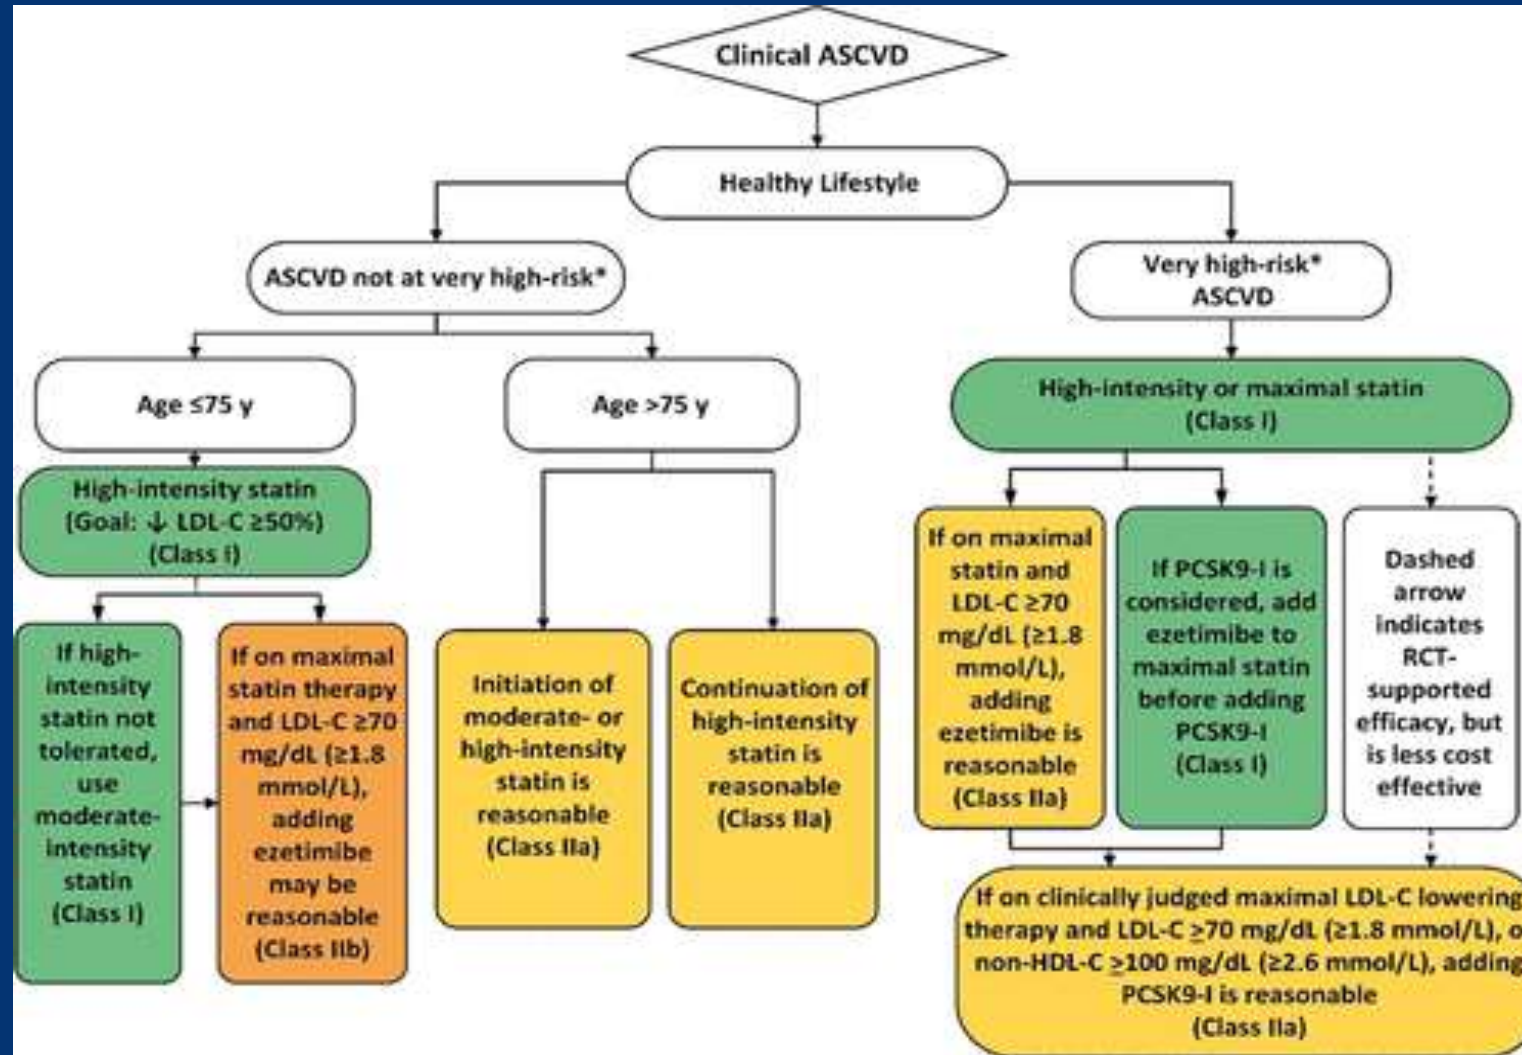 Clinical ASCVD
Healthy Lifestyle
ASCVD not at very high-risk*
Very high-risk*
ASCVD
Age ≤75 y
Age >75 y
High-intensity or maximal statin
(Class I)
High-intensity statin
(Goal: ↓ LDL-C ≥50%)
(Class I)
If high-
intensity
statin not
tolerated,
use
moderate-
intensity
statin
(Class I)
If on maximal
statin therapy
and LDL-C ≥70
mg/dL (≥1.8
mmol/L),
adding
ezetimibe
may be
reasonable
(Class IIb)
Initiation of
moderate- or
high-intensity
statin is
reasonable
(Class IIa)
Continuation of
high-intensity
statin is
reasonable
(Class IIa)
If on maximal
statin and
LDL-C ≥70
mg/dL (≥1.8
mmol/L),
adding
ezetimibe is
reasonable
(Class IIa)
If PCSK9-I is
considered, add
ezetimibe to
maximal statin
before adding
PCSK9-I
(Class I)
Dashed
arrow
indicates
RCT-
supported
efficacy, but
is less cost
effective
If on clinically judged maximal LDL-C lowering
therapy and LDL-C ≥70 mg/dL (≥1.8 mmol/L), o
non-HDL-C ≥100 mg/dL (≥2.6 mmol/L), adding
PCSK9-I is reasonable
(Class IIa)